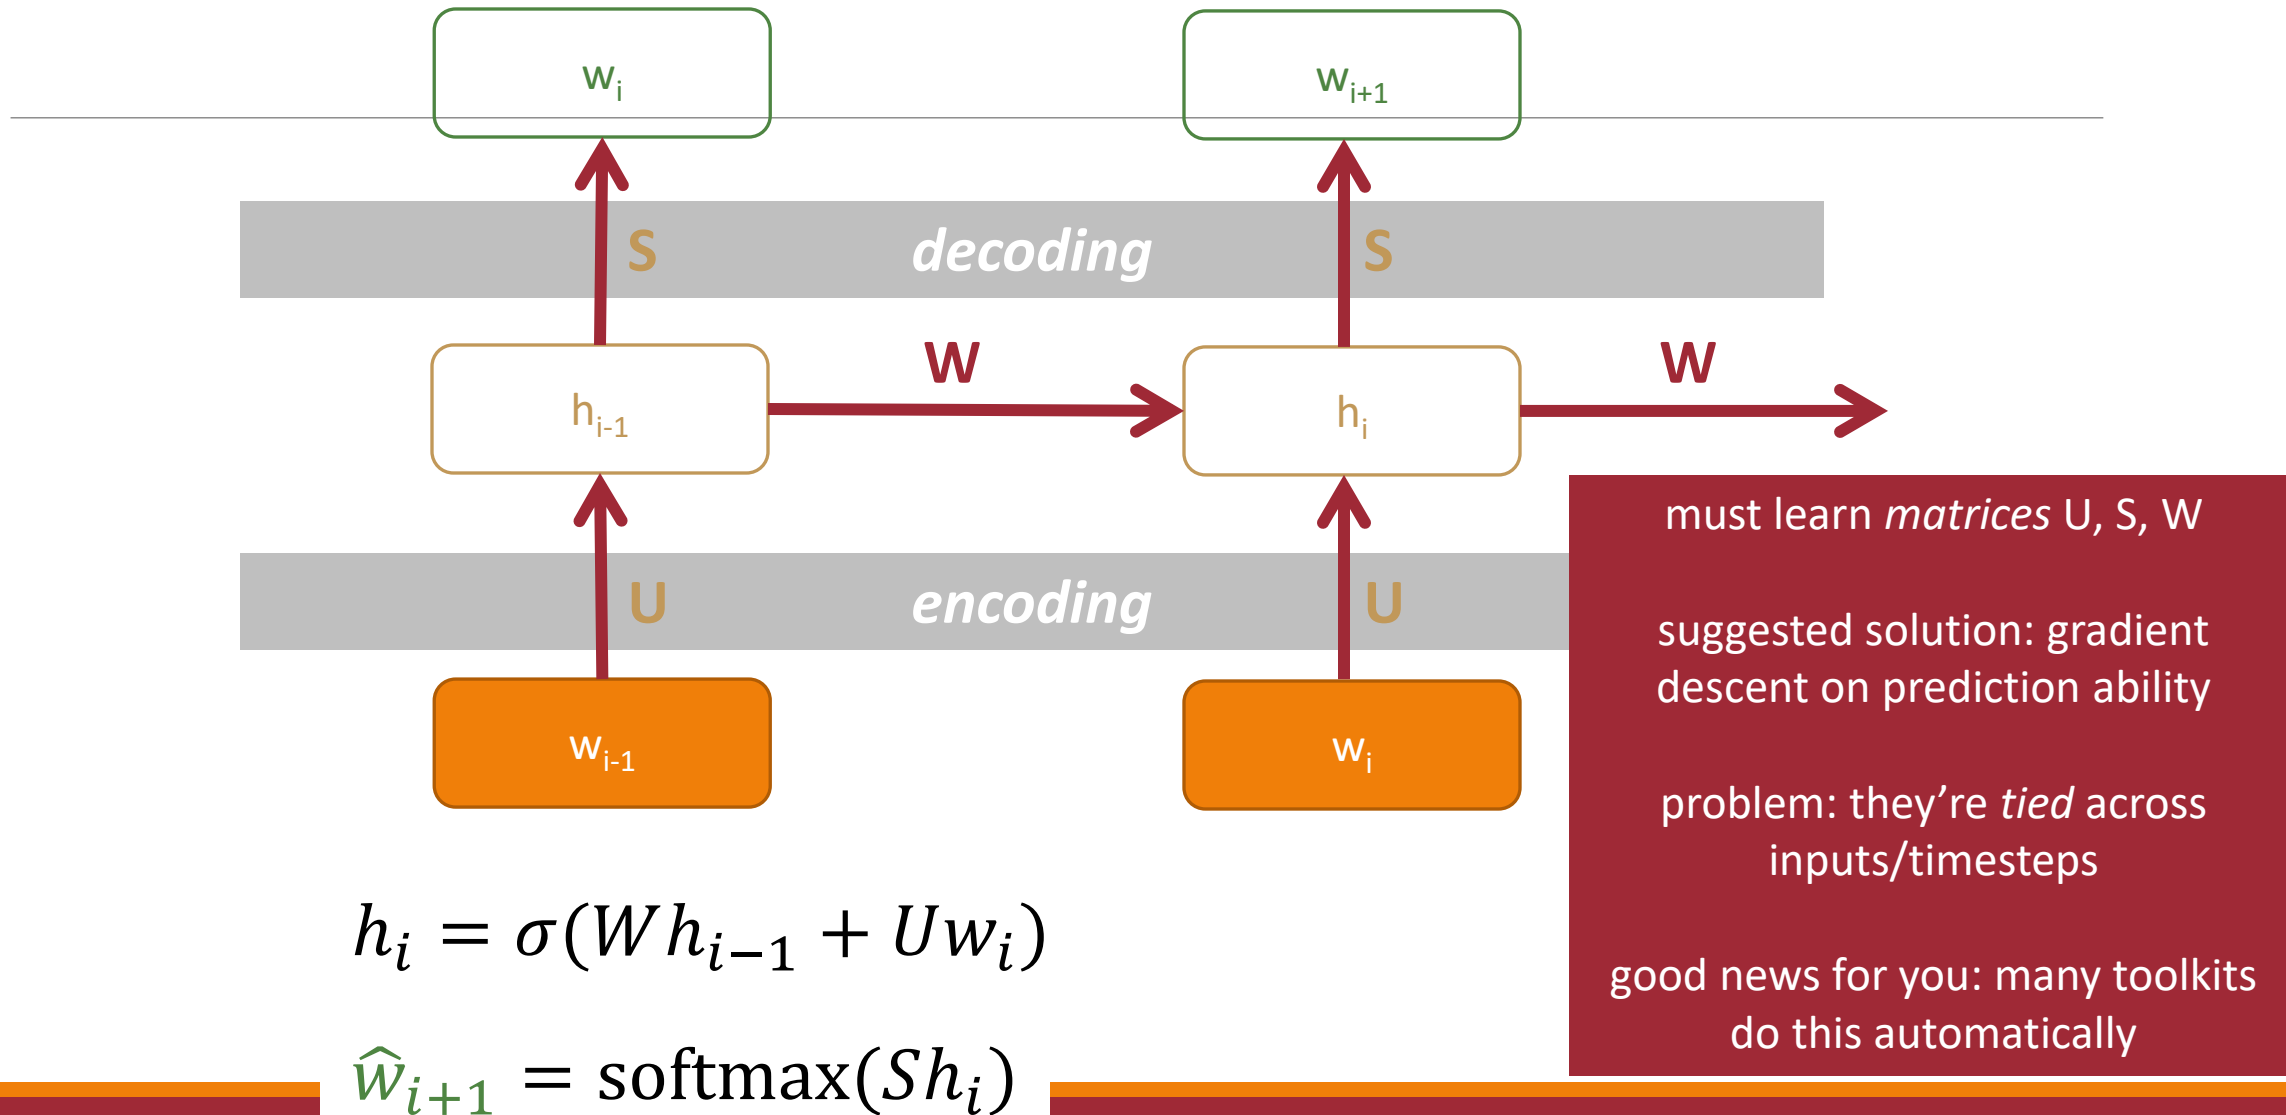 wᵢ wᵢ₊₁
S decoding S
W W
hᵢ₋₁ hᵢ
U encoding U
wᵢ₋₁ wᵢ
must learn matrices U, S, W
suggested solution: gradient
descent on prediction ability
problem: they’re tied across
inputs/timesteps
good news for you: many toolkits
do this automatically
hᵢ = σ(Whᵢ₋₁ + Uwᵢ)
ŵᵢ₊₁ = softmax(Shᵢ)